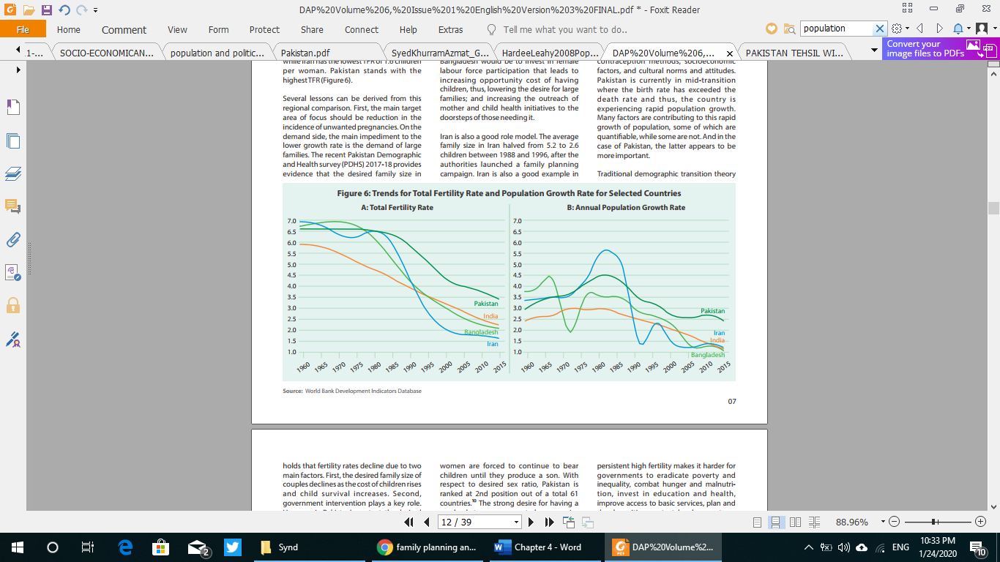 DAP%20Volume%206,%20Issue%201%20English%20Version%203%20FINAL.pdf * - Foxit Reader
File Home Comment View Form Protect Share Connect Help Extras Tell me what you want to do.. population
..1-... SOCIO-ECONOMICAN... population and politic... Pakistan.pdf SyedKhurramAzmat_G... HardeeLeahy2008Pop... DAP%20Volume%206,... PAKISTAN TEHSIL WI...
Convert your
image files to PDFs
while Iran has the lowest TFR of 1.6 children
per woman. Pakistan stands with the
highest TFR (Figure 6).
Several lessons can be derived from this
regional comparison. First, the main target
area of focus should be reduction in the
incidence of unwanted pregnancies. On the
demand side, the main impediment to the
lower growth rate is the demand of large
families. The recent Pakistan Demographic
and Health survey (PDHS) 2017-18 provides
evidence that the desired family size in
Bangladesh would be to invest in female
labour force participation that leads to
increasing opportunity cost of having
children, thus, lowering the desire for large
families; and increasing the outreach of
mother and child health initiatives to the
doorsteps of those needing it.
Iran is also a good role model. The average
family size in Iran halved from 5.2 to 2.6
children between 1988 and 1996, after the
authorities launched a family planning
campaign. Iran is also a good example in
contraception methods, socioeconomic
factors, and cultural norms and attitudes.
Pakistan is currently in mid-transition
where the birth rate has exceeded the
death rate and thus, the country is
experiencing rapid population growth.
Many factors are contributing to this rapid
growth of population, some of which are
quantifiable, while some are not. And in the
case of Pakistan, the latter appears to be
more important.
Traditional demographic transition theory
Figure 6: Trends for Total Fertility Rate and Population Growth Rate for Selected Countries
A: Total Fertility Rate
7.0
6.5
6.0
5.5
5.0
4.5
4.0
3.5
3.0
2.5
2.0
1.5
1.0
Pakistan
India
Bangladesh
Iran
1960 1965 1970 1975 1980 1985 1990 1995 2000 2005 2010 2015
B: Annual Population Growth Rate
7.0
6.5
6.0
5.5
5.0
4.5
4.0
3.5
3.0
2.5
2.0
1.5
1.0
Pakistan
Iran
India
Bangladesh
1960 1965 1970 1975 1980 1985 1990 1995 2000 2005 2010 2015
Source: World Bank Development Indicators Database
07
holds that fertility rates decline due to two
main factors. First, the desired family size of
couples declines as the cost of children rises
and child survival increases. Second,
government intervention plays a key role.
women are forced to continue to bear
children until they produce a son. With
respect to desired sex ratio, Pakistan is
ranked at 2nd position out of a total 61
countries.10 The strong desire for having a
persistent high fertility makes it harder for
governments to eradicate poverty and
inequality, combat hunger and malnutri-
tion, invest in education and health,
improve access to basic services, plan and
12 / 39
88.96%
2
Synd
family planning an...
Chapter 4 - Word
DAP%20Volume%2...
ENG
10:33 PM
1/24/2020
10